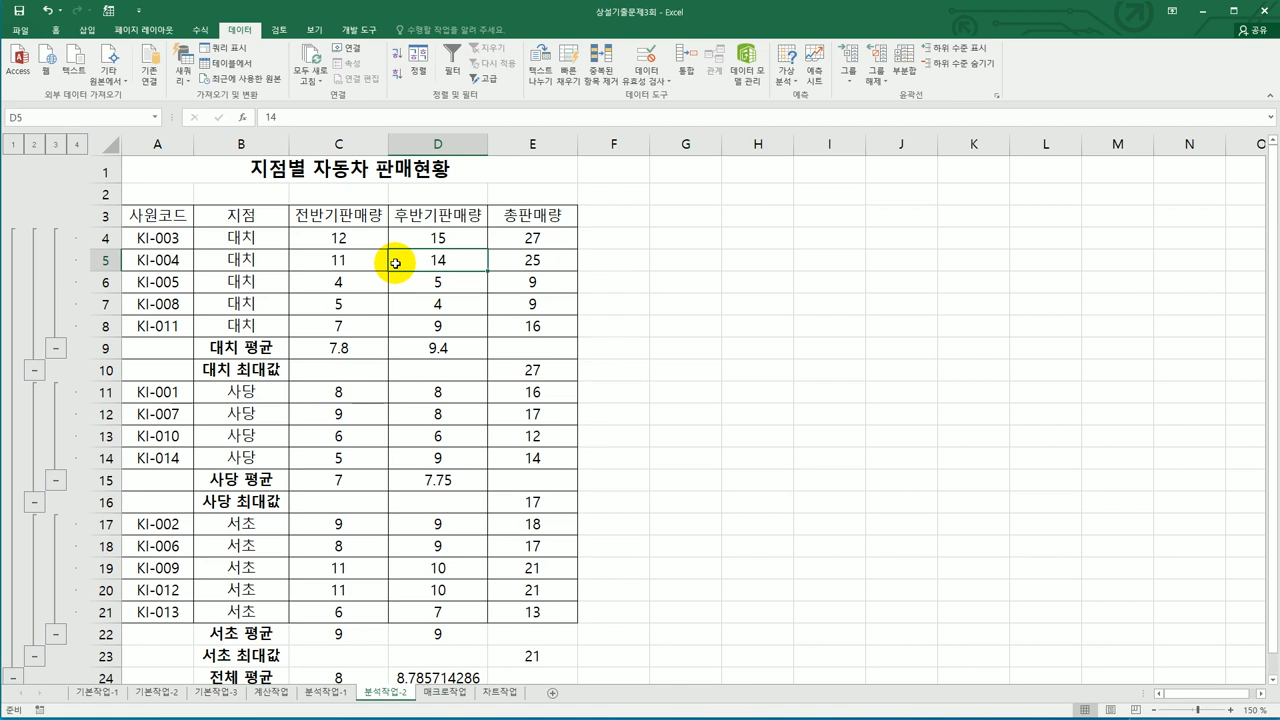 상설기출문제3회 - Excel
파일 홈 삽입 페이지 레이아웃 수식 데이터 검토 보기 개발 도구 수행할 작업을 알려 주세요. 공유
Access 웹 텍스트 기타 원본에서 기존 연결 새 쿼리 쿼리 표시 테이블에서 최근에 사용한 원본 모두 새로 고침 연결 속성 연결 편집 정렬 필터 지우기 다시 적용 고급 텍스트 나누기 빠른 채우기 중복된 항목 제거 데이터 유효성 검사 통합 관계 데이터 모델 관리 가상 분석 예측 시트 그룹 그룹 해제 부분합 하위 수준 표시 하위 수준 숨기기
외부 데이터 가져오기 가져오기 및 변환 연결 정렬 및 필터 데이터 도구 예측 윤곽선
D5 fx 14
1 2 3 4 A B C D E F G H I J K L M N O
1 지점별 자동차 판매현황
2
3 사원코드 지점 전반기판매량 후반기판매량 총판매량
4 KI-003 대치 12 15 27
5 KI-004 대치 11 14 25
6 KI-005 대치 4 5 9
7 KI-008 대치 5 4 9
8 KI-011 대치 7 9 16
9 대치 평균 7.8 9.4
10 대치 최대값 27
11 KI-001 사당 8 8 16
12 KI-007 사당 9 8 17
13 KI-010 사당 6 6 12
14 KI-014 사당 5 9 14
15 사당 평균 7 7.75
16 사당 최대값 17
17 KI-002 서초 9 9 18
18 KI-006 서초 8 9 17
19 KI-009 서초 11 10 21
20 KI-012 서초 11 10 21
21 KI-013 서초 6 7 13
22 서초 평균 9 9
23 서초 최대값 21
24 전체 평균 8 8.785714286
기본작업-1 기본작업-2 기본작업-3 계산작업 분석작업-1 분석작업-2 매크로작업 차트작업
준비 150 %